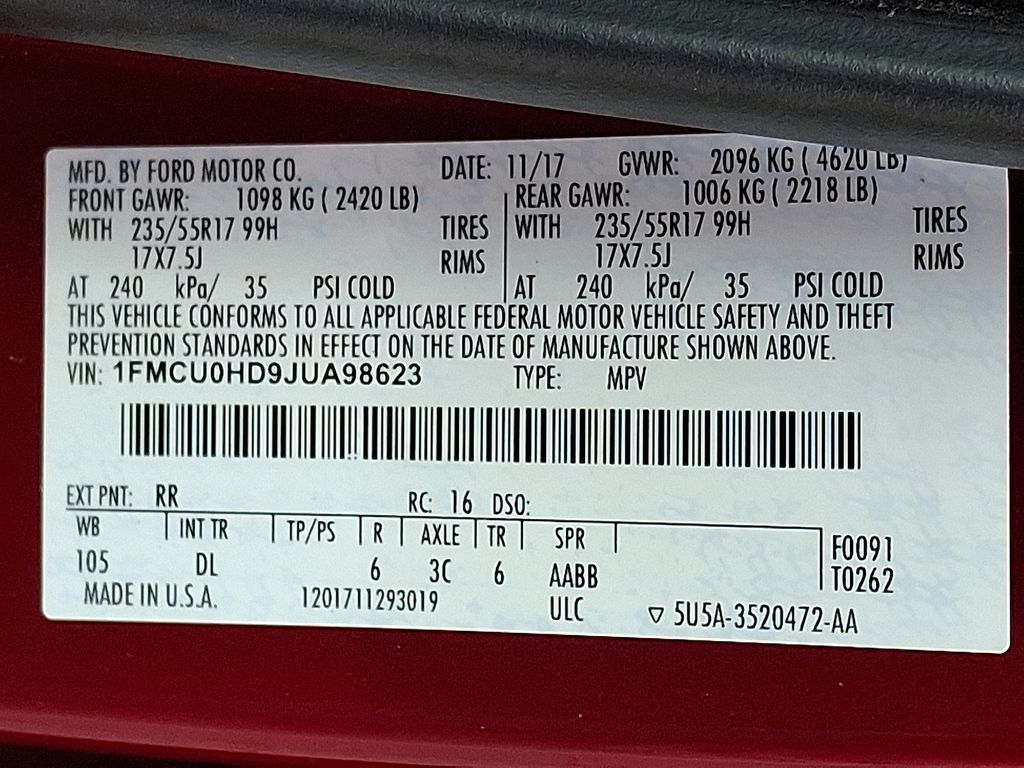 MFD. BY FORD MOTOR CO. DATE: 11/17 GVWR: 2096 KG ( 4620 LB)
FRONT GAWR: 1098 KG ( 2420 LB) REAR GAWR: 1006 KG ( 2218 LB)
WITH 235/55R17 99H TIRES WITH 235/55R17 99H TIRES
17X7.5J RIMS 17X7.5J RIMS
AT 240 kPa/ 35 PSI COLD AT 240 kPa/ 35 PSI COLD
THIS VEHICLE CONFORMS TO ALL APPLICABLE FEDERAL MOTOR VEHICLE SAFETY AND THEFT
PREVENTION STANDARDS IN EFFECT ON THE DATE OF MANUFACTURE SHOWN ABOVE.
VIN: 1FMCU0HD9JUA98623 TYPE: MPV
EXT PNT: RR RC: 16 DSO:
WB INT TR TP/PS R AXLE TR SPR F0091
105 DL 6 3C 6 AABB T0262
MADE IN U.S.A. 1201711293019 ULC ▽ 5U5A-3520472-AA